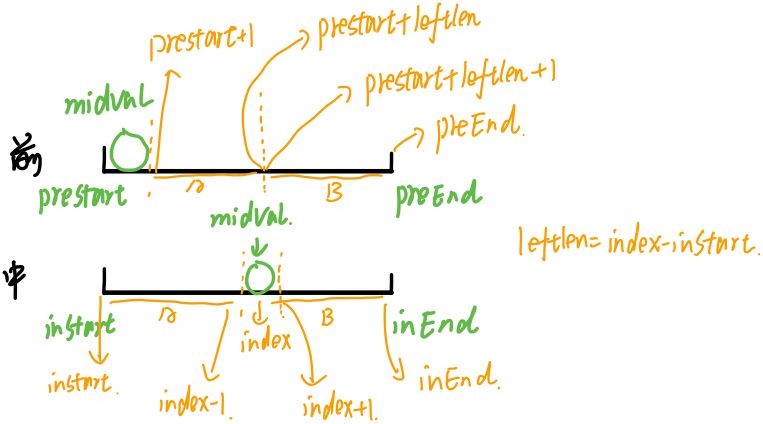 prestart+1
prestart+leftlen
prestart+leftlen+1
midval
preEnd.
前
prestart
A
B
preEnd
midval.
leftlen=index-instart.
中
instart
A
B
inEnd
index
instart.
index-1.
index+1.
inEnd.